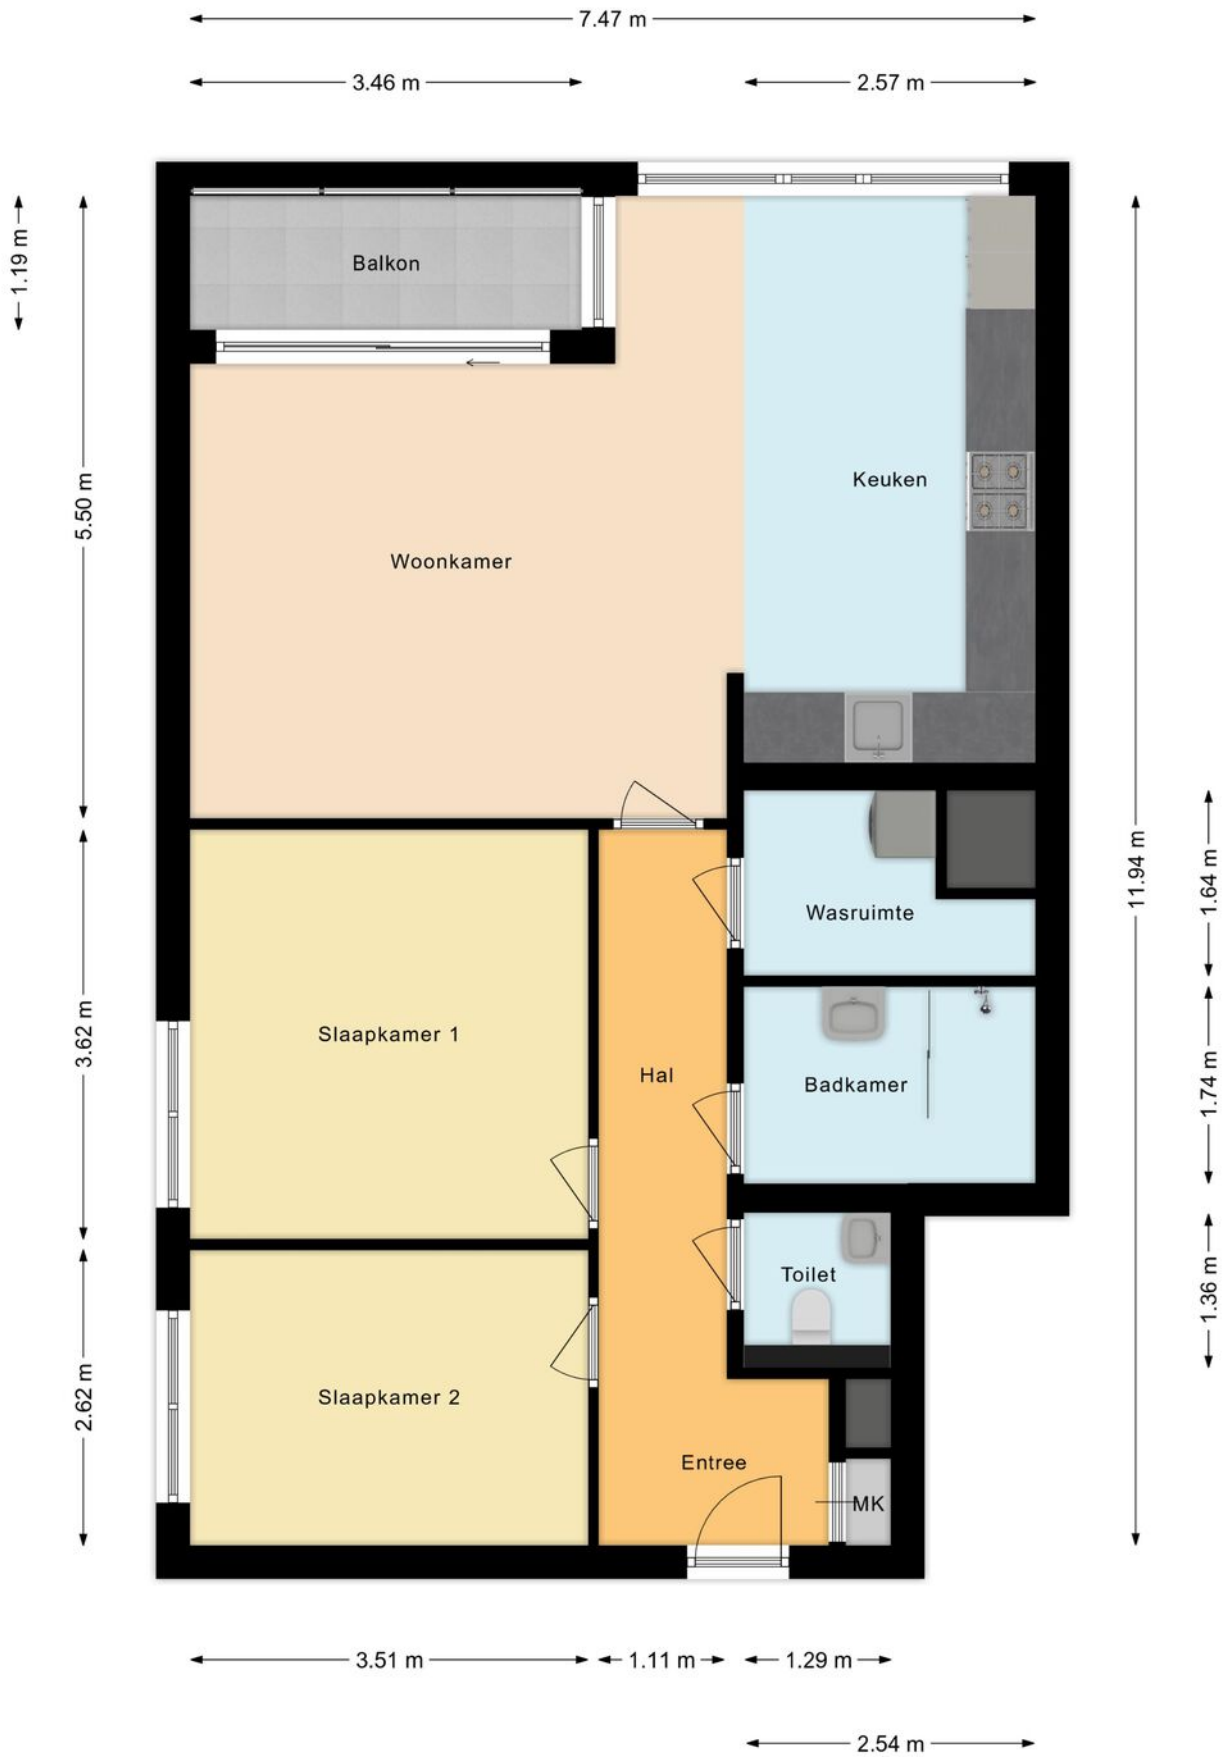 7.47 m
3.46 m
2.57 m
1.19 m
Balkon
5.50 m
Keuken
Woonkamer
11.94 m
1.64 m
Wasruimte
3.62 m
Slaapkamer 1
Hal
Badkamer
1.74 m
Toilet
1.36 m
2.62 m
Slaapkamer 2
Entree
MK
3.51 m
1.11 m
1.29 m
2.54 m